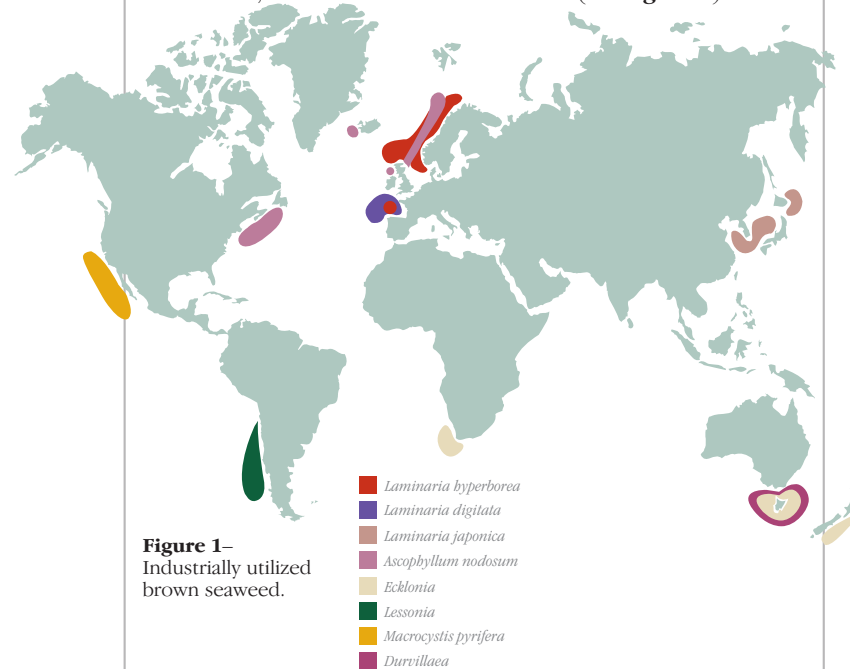 Figure 1–
Industrially utilized
brown seaweed.
Laminaria hyperborea
Laminaria digitata
Laminaria japonica
Ascophyllum nodosum
Ecklonia
Lessonia
Macrocystis pyrifera
Durvillaea